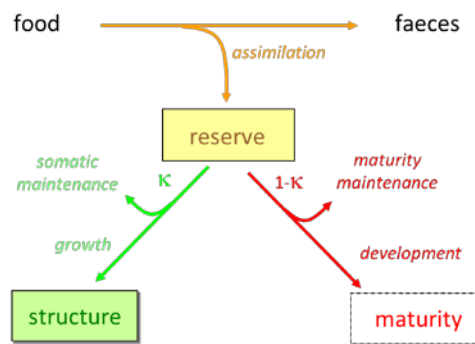 food
faeces
assimilation
reserve
somatic
maintenance
κ
1-κ
maturity
maintenance
growth
development
structure
maturity